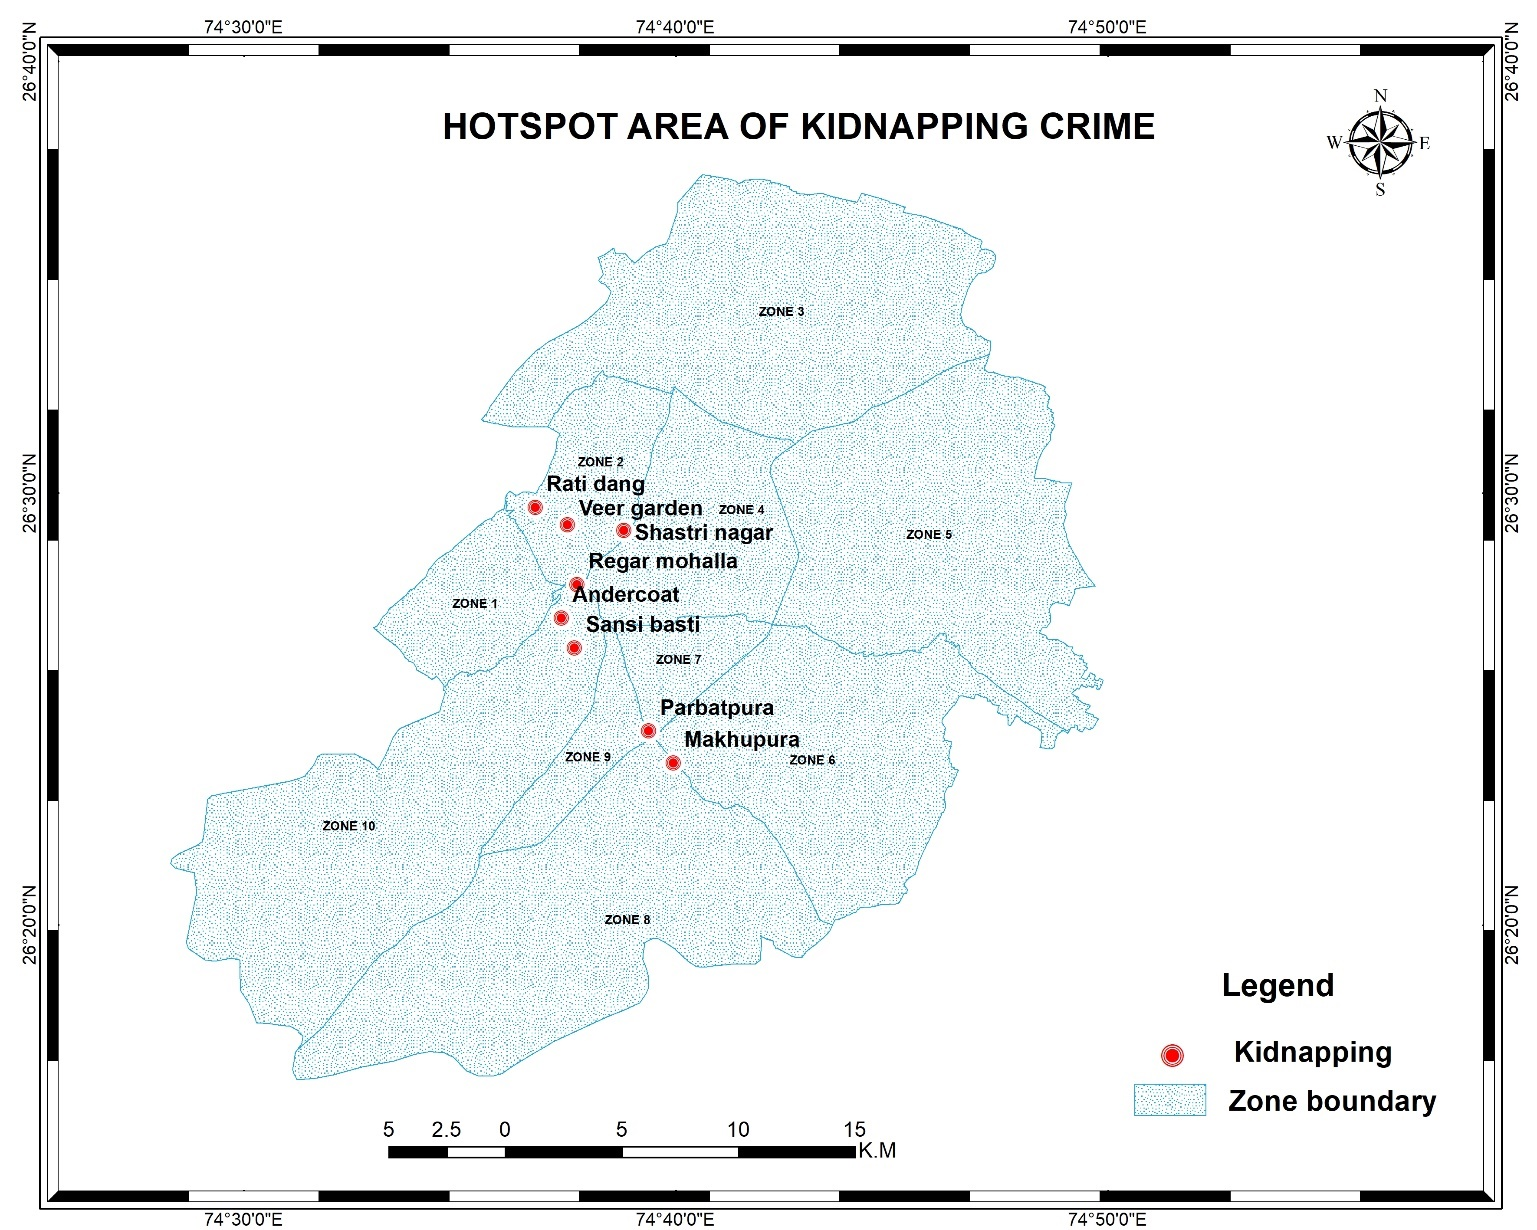 74°30'0"E 74°40'0"E 74°50'0"E
26°40'0"N 26°40'0"N
HOTSPOT AREA OF KIDNAPPING CRIME
N
W E
S
ZONE 3
ZONE 2
26°30'0"N 26°30'0"N
Rati dang
Veer garden ZONE 4
Shastri nagar ZONE 5
Regar mohalla
Andercoat
ZONE 1
Sansi basti
ZONE 7
Parbatpura
Makhupura
ZONE 9 ZONE 6
ZONE 10
ZONE 8
26°20'0"N 26°20'0"N
Legend
Kidnapping
Zone boundary
5 2.5 0 5 10 15
K.M
74°30'0"E 74°40'0"E 74°50'0"E